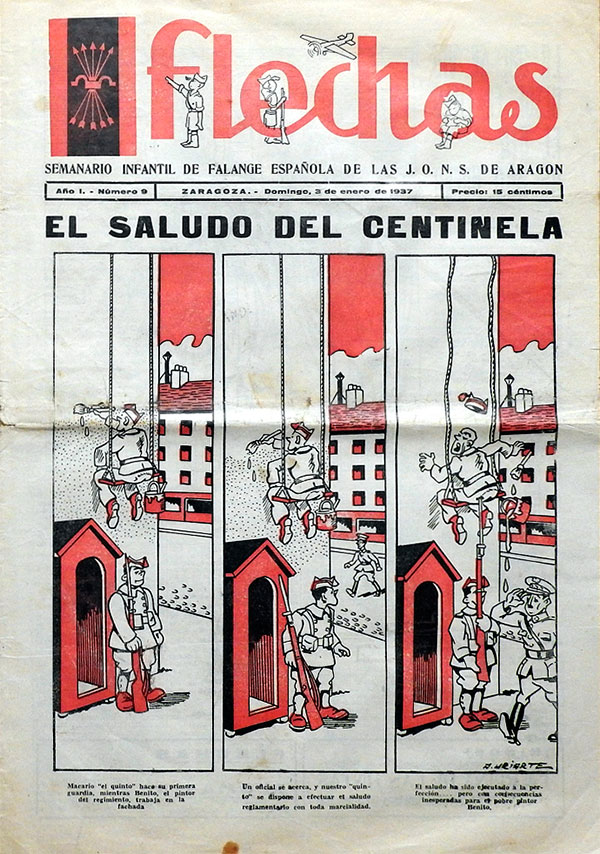 flechas
SEMANARIO INFANTIL DE FALANGE ESPAÑOLA DE LAS J. O. N. S. DE ARAGON
Año I. - Número 9
ZARAGOZA. - Domingo, 3 de enero de 1937
Precio: 15 céntimos
EL SALUDO DEL CENTINELA
A. URIARTE
Macario "el quinto" hace su primera
guardia, mientras Benito, el pintor
del regimiento, trabaja en la
fachada
Un oficial se acerca, y nuestro "quin-
to" se dispone a efectuar el saludo
reglamentario con toda marcialidad.
El saludo ha sido ejecutado a la per-
fección.... pero con consecuencias
inesperadas para el pobre pintor
Benito.